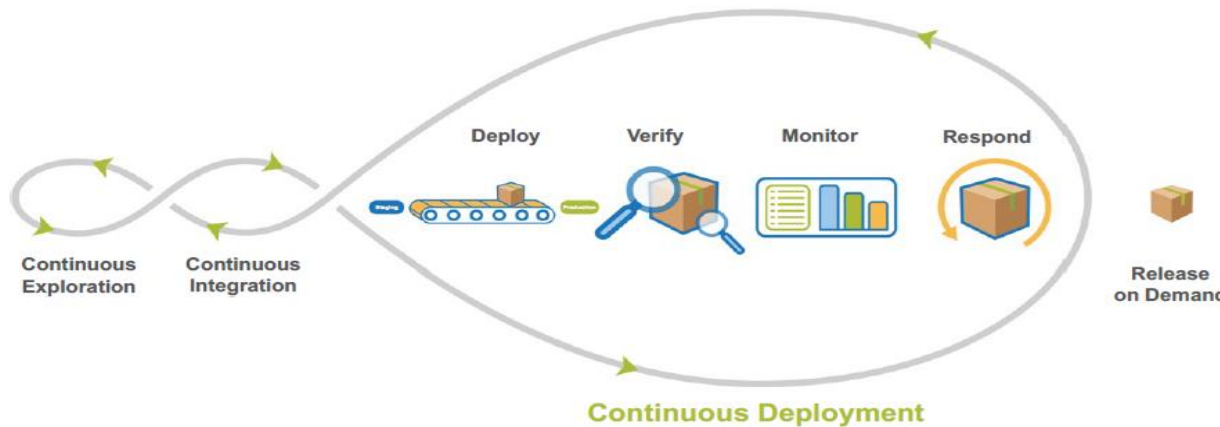 Deploy
Verify
Monitor
Respond
Staging
Production
Continuous
Exploration
Continuous
Integration
Release
on Demand
Continuous Deployment